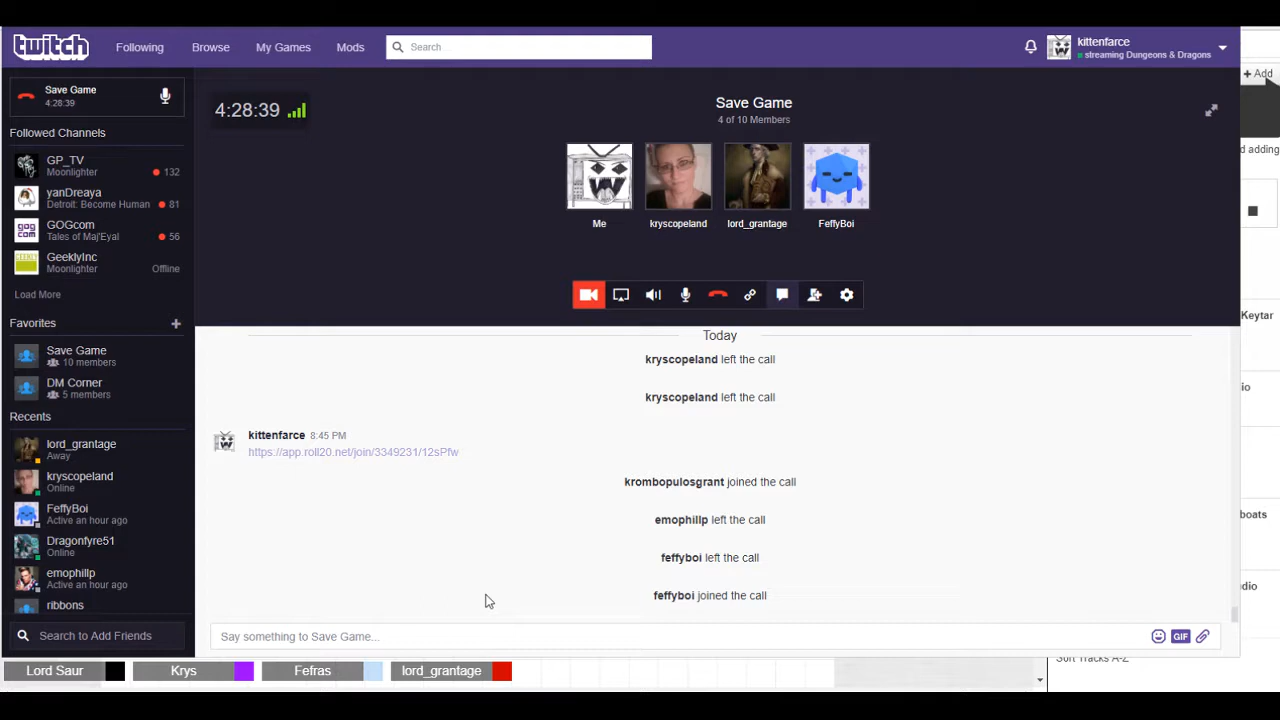 twitch
Following
Browse
My Games
Mods
Search ...
kittenfarce
streaming Dungeons & Dragons
+ Add
Save Game
4:28:39
Followed Channels
GP_TV
Moonlighter
132
yanDreaya
Detroit: Become Human
81
GOGcom
Tales of Maj'Eyal
56
GeeklyInc
Moonlighter
Offline
Load More
Favorites
Save Game
10 members
DM Corner
5 members
Recents
lord_grantage
Away
kryscopeland
Online
FeffyBoi
Active an hour ago
Dragonfyre51
Online
emophillp
Active an hour ago
ribbons
Search to Add Friends
4:28:39
Save Game
4 of 10 Members
Me
kryscopeland
lord_grantage
FeffyBoi
Today
kryscopeland left the call
kryscopeland left the call
kittenfarce 8:45 PM
https://app.roll20.net/join/3349231/12sPfw
krombopulosgrant joined the call
emophillp left the call
feffyboi left the call
feffyboi joined the call
Say something to Save Game...
GIF
d adding
Keytar
io
boats
dio
Lord Saur
Krys
Fefras
lord_grantage